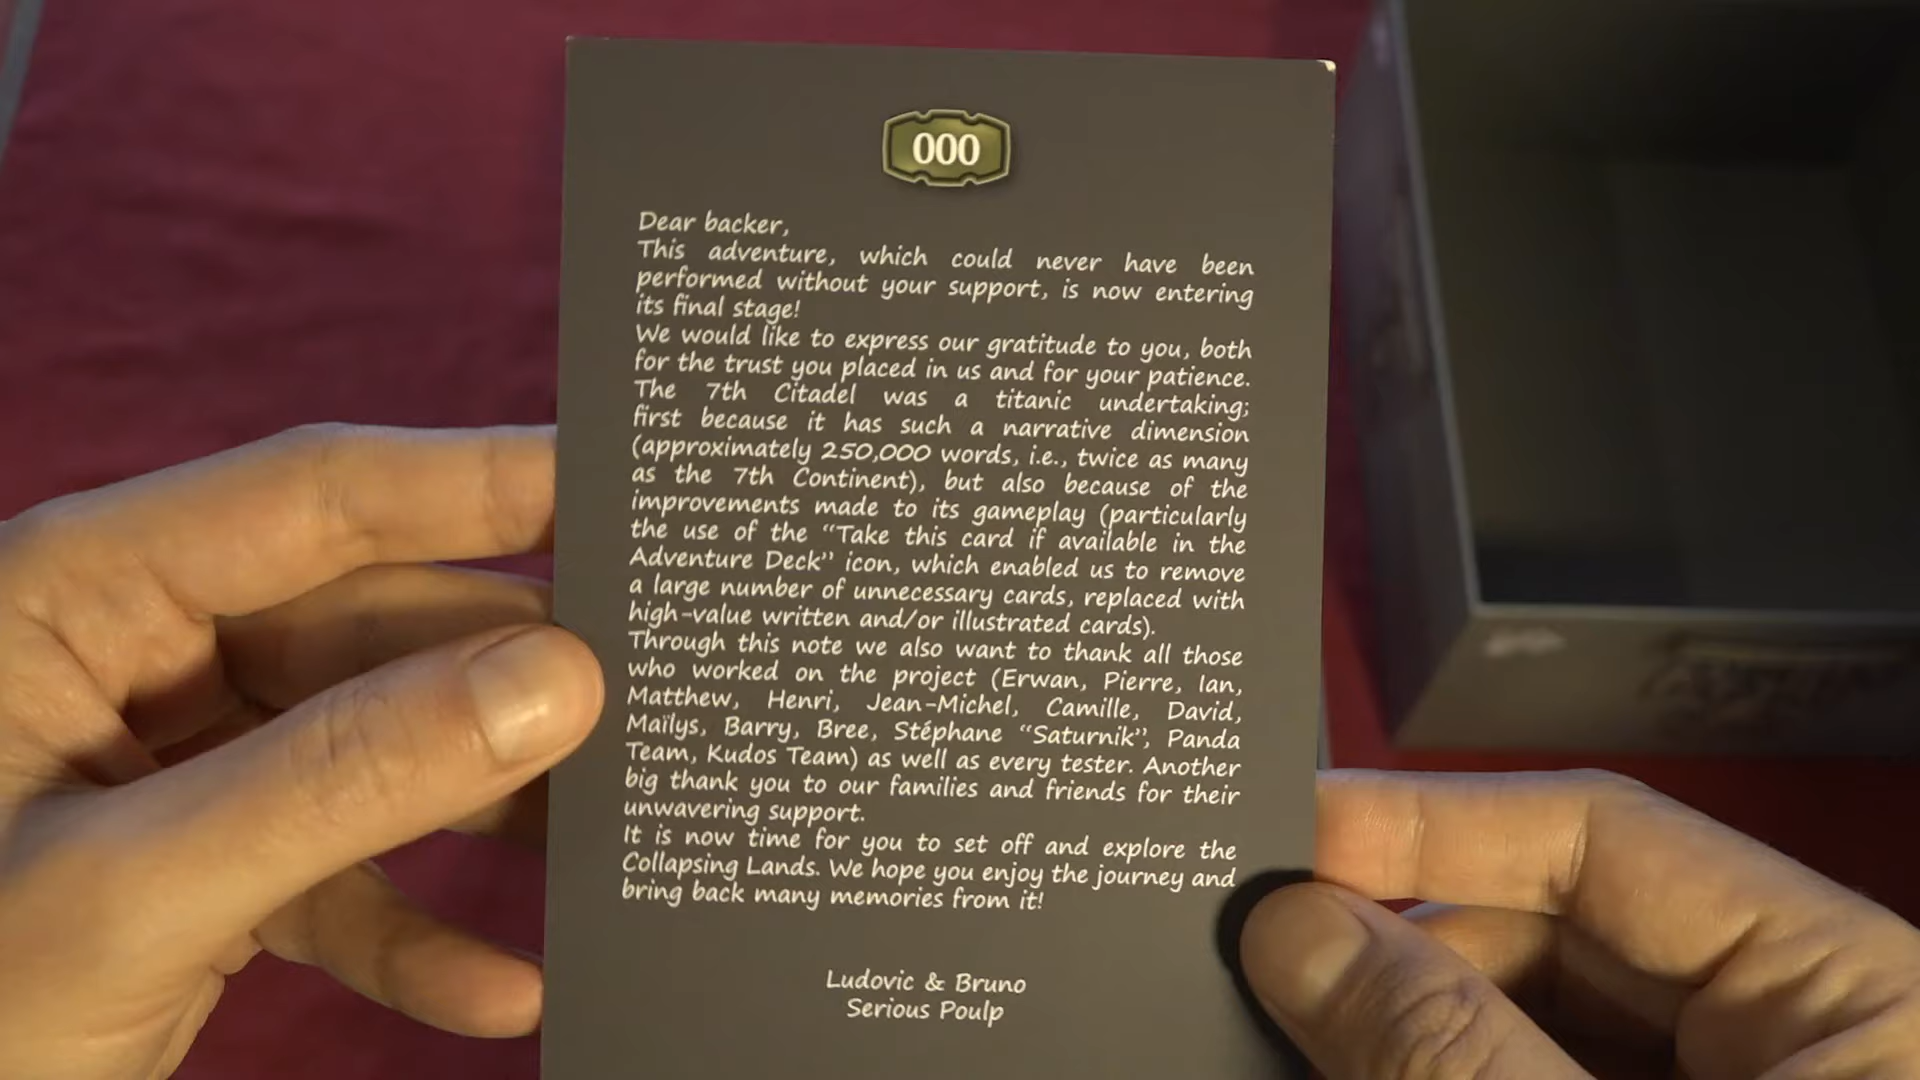 000
Dear backer,
This adventure, which could never have been
performed without your support, is now entering
its final stage!
We would like to express our gratitude to you, both
for the trust you placed in us and for your patience.
The 7th Citadel was a titanic undertaking;
first because it has such a narrative dimension
(approximately 250,000 words, i.e., twice as many
as the 7th Continent), but also because of the
improvements made to its gameplay (particularly
the use of the “Take this card if available in the
Adventure Deck” icon, which enabled us to remove
a large number of unnecessary cards, replaced with
high-value written and/or illustrated cards).
Through this note we also want to thank all those
who worked on the project (Erwan, Pierre, Ian,
Matthew, Henri, Jean-Michel, Camille, David,
Maïlys, Barry, Bree, Stéphane “Saturnik”, Panda
Team, Kudos Team) as well as every tester. Another
big thank you to our families and friends for their
unwavering support.
It is now time for you to set off and explore the
Collapsing Lands. We hope you enjoy the journey and
bring back many memories from it!
Ludovic & Bruno
Serious Poulp